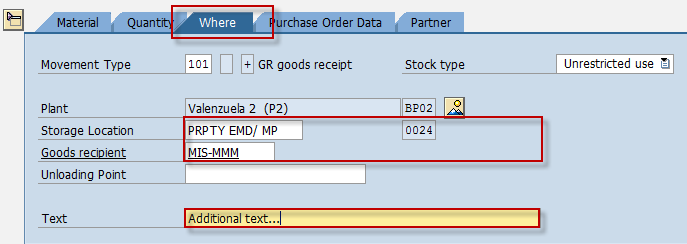 Material Quantity Where Purchase Order Data Partner
Movement Type 101 + GR goods receipt Stock type Unrestricted use
Plant Valenzuela 2 (P2) BP02
Storage Location PRPTY EMD/ MP 0024
Goods recipient MIS-MMM
Unloading Point
Text Additional text...